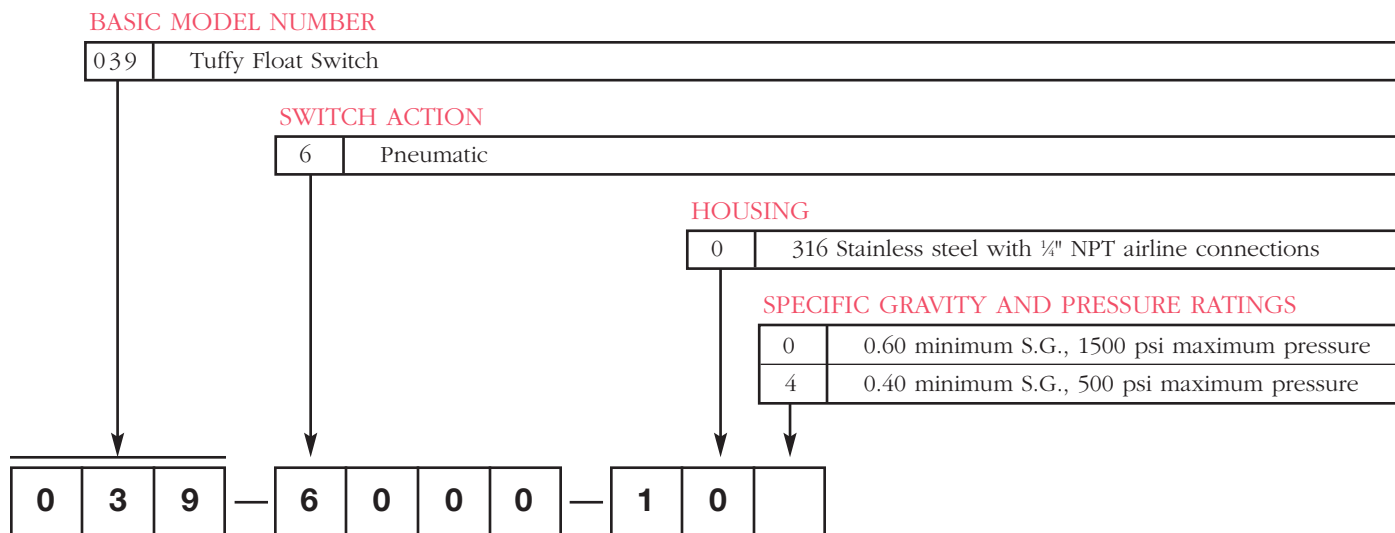 BASIC MODEL NUMBER
039 Tuffy Float Switch
SWITCH ACTION
6 Pneumatic
HOUSING
0 316 Stainless steel with ¼" NPT airline connections
SPECIFIC GRAVITY AND PRESSURE RATINGS
0 0.60 minimum S.G., 1500 psi maximum pressure
4 0.40 minimum S.G., 500 psi maximum pressure
0 3 9 — 6 0 0 0 — 1 0